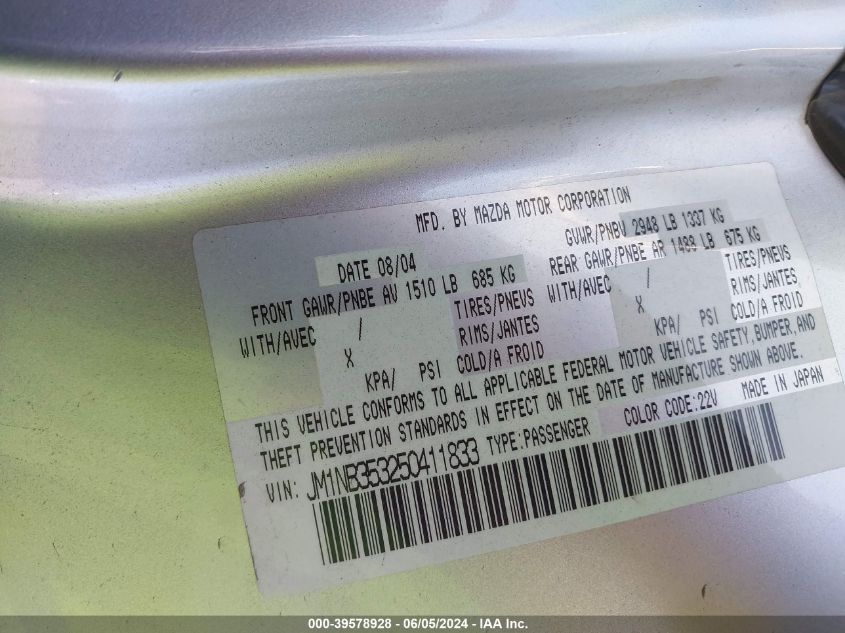 MFD. BY MAZDA MOTOR CORPORATION
DATE 08/04 GVWR/PNBV 2948 LB 1337 KG
FRONT GAWR/PNBE AV 1510 LB 685 KG REAR GAWR/PNBE AR 1488 LB 675 KG
WITH/AVEC / TIRES/PNEUS WITH/AVEC / TIRES/PNEUS
X RIMS/JANTES X RIMS/JANTES
KPA/ PSI COLD/A FROID KPA/ PSI COLD/A FROID
THIS VEHICLE CONFORMS TO ALL APPLICABLE FEDERAL MOTOR VEHICLE SAFETY,BUMPER,AND
THEFT PREVENTION STANDARDS IN EFFECT ON THE DATE OF MANUFACTURE SHOWN ABOVE.
VIN: JM1NB353250411833 TYPE:PASSENGER COLOR CODE:22V MADE IN JAPAN
000-39578928 - 06/05/2024 - IAA Inc.